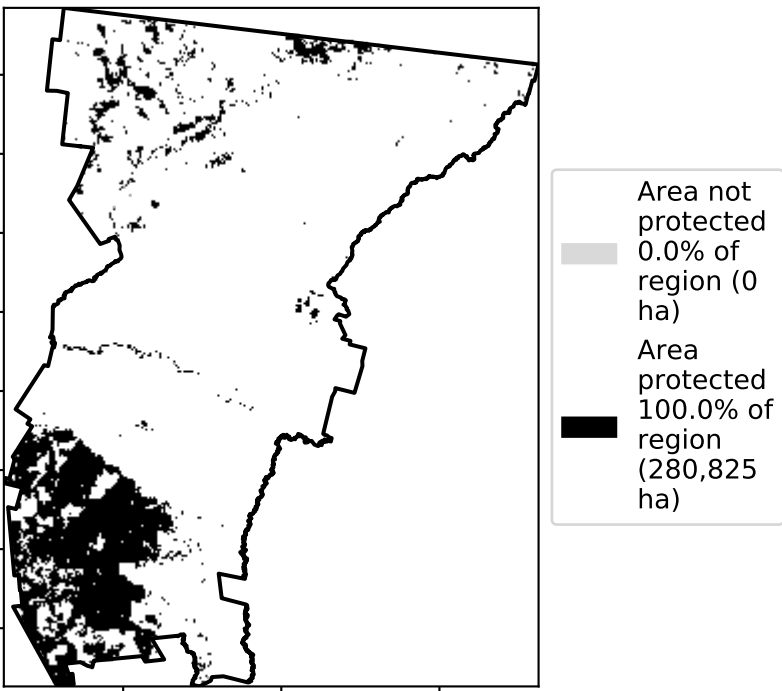 Area not
protected
0.0% of
region (0
ha)
Area
protected
100.0% of
region
(280,825
ha)